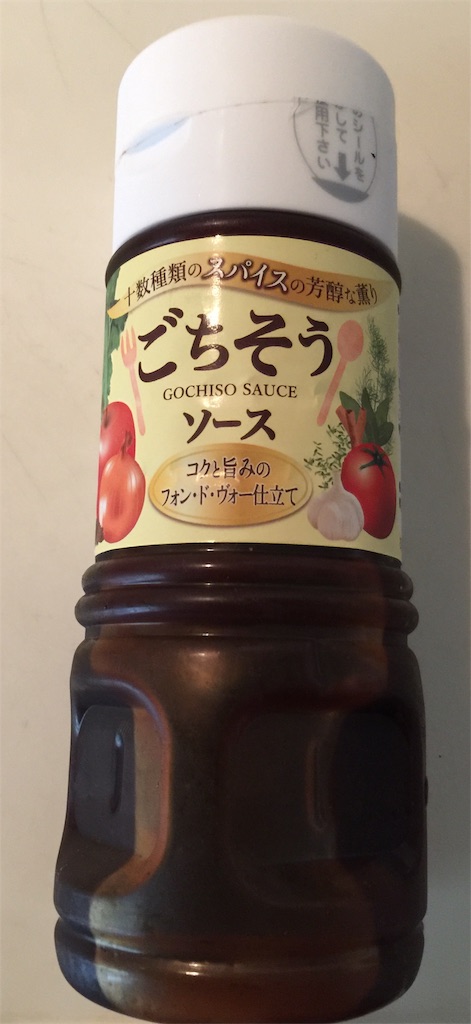 のシールを
して
用下さい
十数種類のスパイスの芳醇な薫り
ごちそう
GOCHISO SAUCE
ソース
コクと旨みの
フォン・ド・ヴォー仕立て